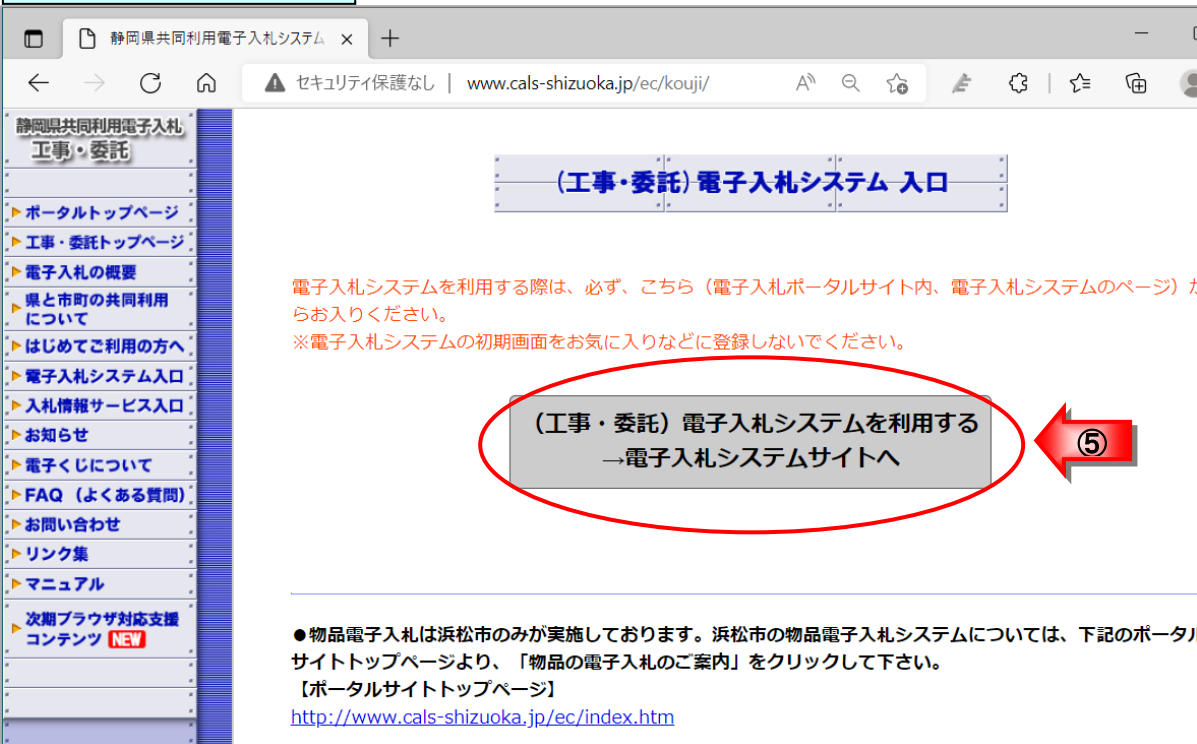 静岡県共同利用電子入札システム
セキュリティ保護なし | www.cals-shizuoka.jp/ec/kouji/
静岡県共同利用電子入札
工事・委託
ポータルトップページ
工事・委託トップページ
電子入札の概要
県と市町の共同利用
について
はじめてご利用の方へ
電子入札システム入口
入札情報サービス入口
お知らせ
電子くじについて
FAQ（よくある質問）
お問い合わせ
リンク集
マニュアル
次期ブラウザ対応支援
コンテンツ NEW
（工事・委託）電子入札システム 入口
電子入札システムを利用する際は、必ず、こちら（電子入札ポータルサイト内、電子入札システムのページ）か
らお入りください。
※電子入札システムの初期画面をお気に入りなどに登録しないでください。
（工事・委託）電子入札システムを利用する
→電子入札システムサイトへ
⑤
●物品電子入札は浜松市のみが実施しております。浜松市の物品電子入札システムについては、下記のポータル
サイトトップページより、「物品の電子入札のご案内」をクリックして下さい。
【ポータルサイトトップページ】
http://www.cals-shizuoka.jp/ec/index.htm